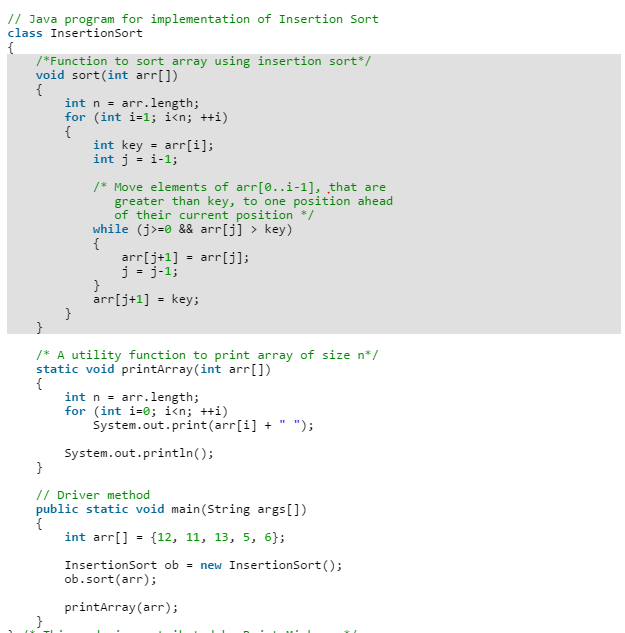 // Java program for implementation of Insertion Sort
class InsertionSort
{
    /*Function to sort array using insertion sort*/
    void sort(int arr[])
    {
        int n = arr.length;
        for (int i=1; i<n; ++i)
        {
            int key = arr[i];
            int j = i-1;

            /* Move elements of arr[0..i-1], that are
               greater than key, to one position ahead
               of their current position */
            while (j>=0 && arr[j] > key)
            {
                arr[j+1] = arr[j];
                j = j-1;
            }
            arr[j+1] = key;
        }
    }

    /* A utility function to print array of size n*/
    static void printArray(int arr[])
    {
        int n = arr.length;
        for (int i=0; i<n; ++i)
            System.out.print(arr[i] + " ");

        System.out.println();
    }

    // Driver method
    public static void main(String args[])
    {
        int arr[] = {12, 11, 13, 5, 6};

        InsertionSort ob = new InsertionSort();
        ob.sort(arr);

        printArray(arr);
    }